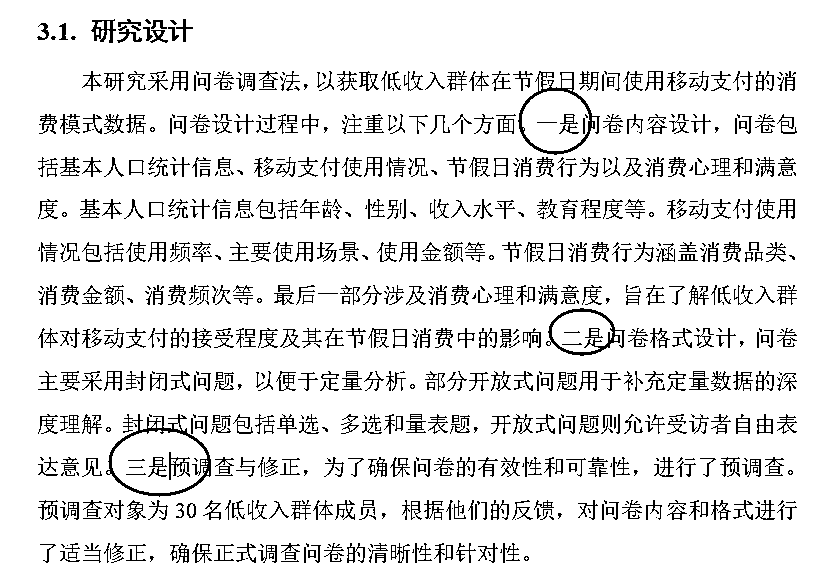 3.1. 研究设计
本研究采用问卷调查法，以获取低收入群体在节假日期间使用移动支付的消
费模式数据。问卷设计过程中，注重以下几个方面，一是问卷内容设计，问卷包
括基本人口统计信息、移动支付使用情况、节假日消费行为以及消费心理和满意
度。基本人口统计信息包括年龄、性别、收入水平、教育程度等。移动支付使用
情况包括使用频率、主要使用场景、使用金额等。节假日消费行为涵盖消费品类、
消费金额、消费频次等。最后一部分涉及消费心理和满意度，旨在了解低收入群
体对移动支付的接受程度及其在节假日消费中的影响。二是问卷格式设计，问卷
主要采用封闭式问题，以便于定量分析。部分开放式问题用于补充定量数据的深
度理解。封闭式问题包括单选、多选和量表题，开放式问题则允许受访者自由表
达意见。三是预调查与修正，为了确保问卷的有效性和可靠性，进行了预调查。
预调查对象为 30 名低收入群体成员，根据他们的反馈，对问卷内容和格式进行
了适当修正，确保正式调查问卷的清晰性和针对性。